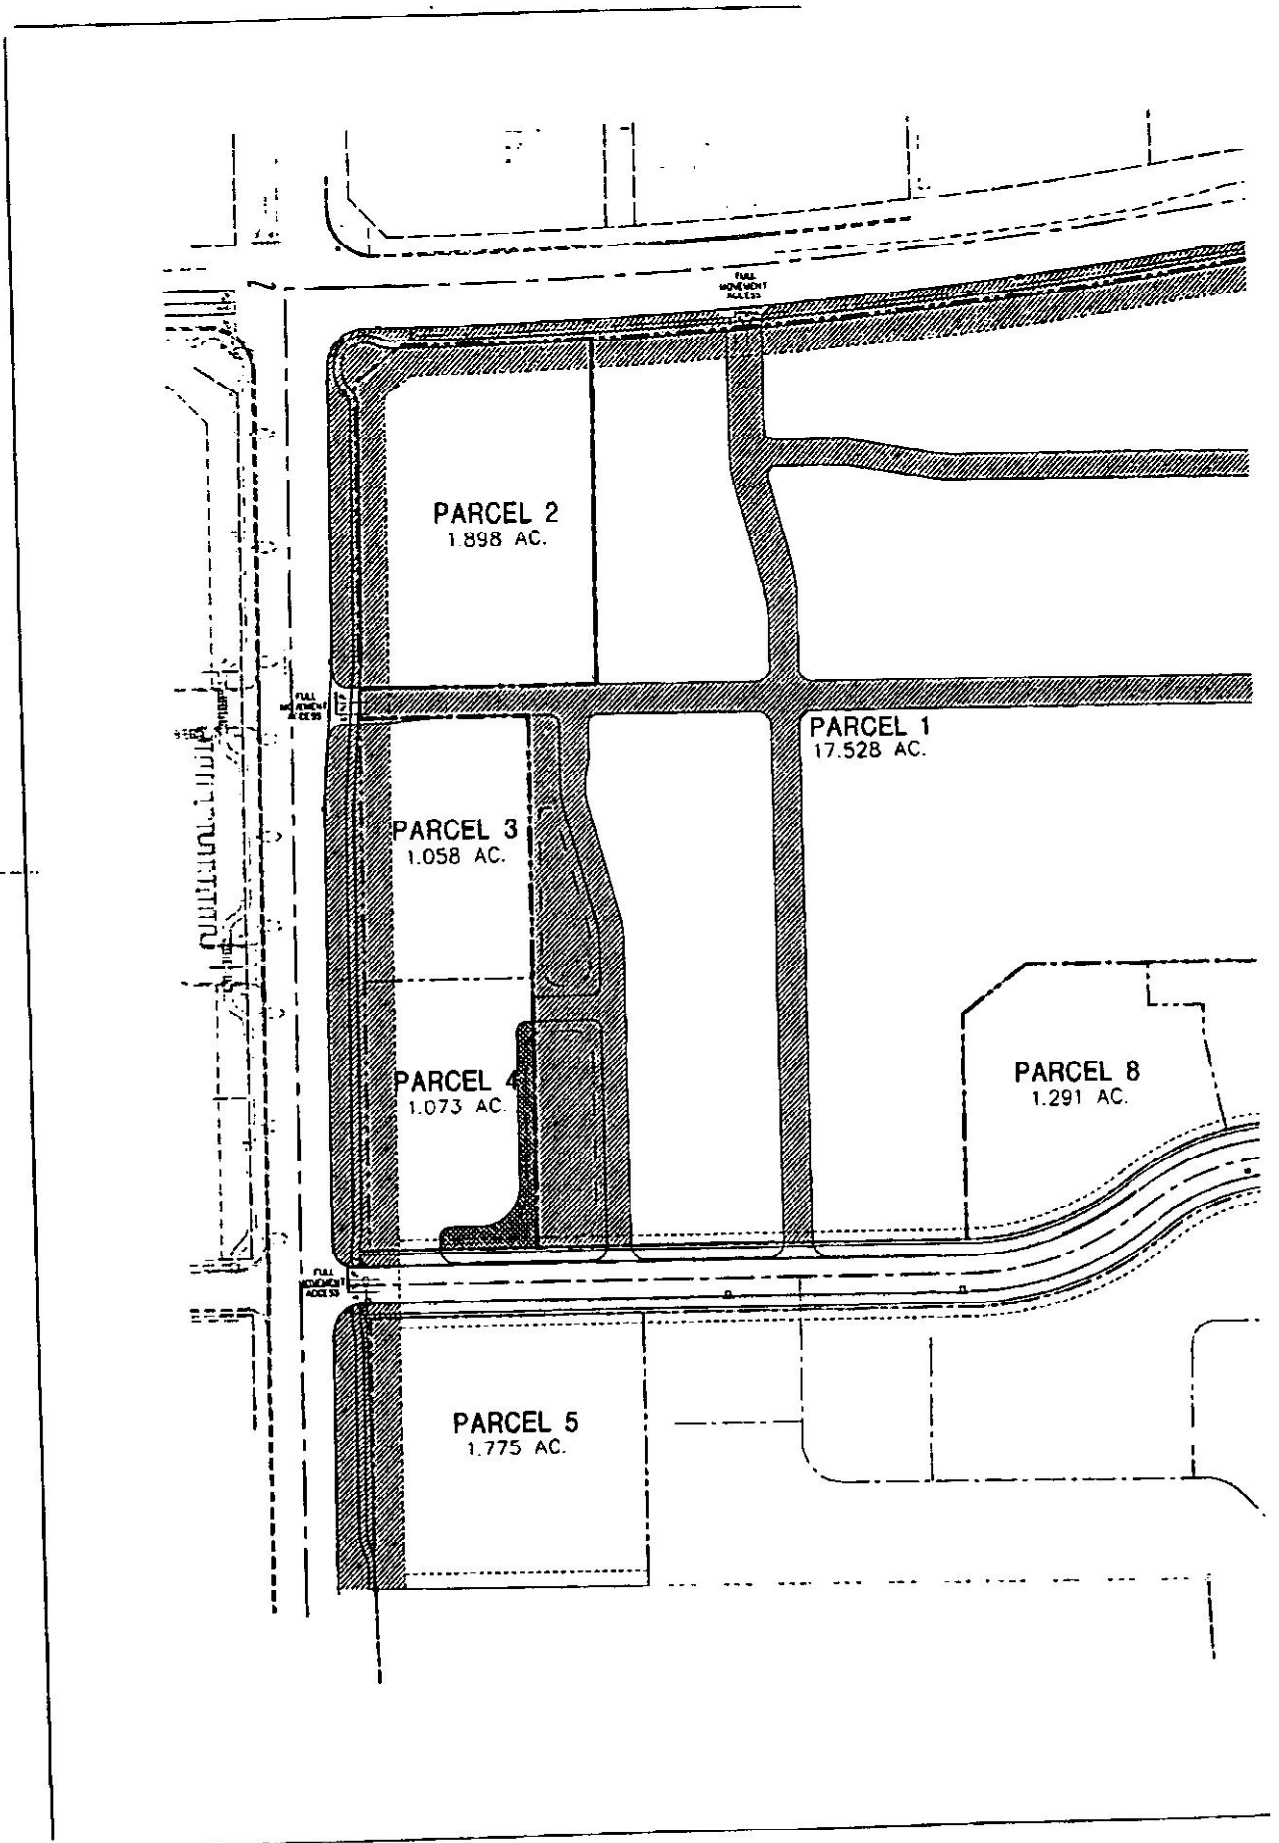 FULL
MOVEMENT
ACCESS
PARCEL 2
1.898 AC.
FULL
MOVEMENT
PARCEL 1
17.528 AC.
PARCEL 3
1.058 AC.
PARCEL 4
1.073 AC.
PARCEL 8
1.291 AC.
FULL
MOVEMENT
ACCESS
PARCEL 5
1.775 AC.